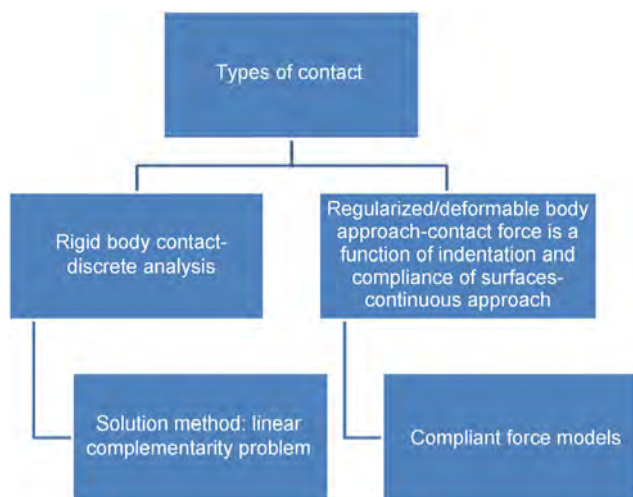 Types of contact
Rigid body contact-
discrete analysis
Regularized/deformable body
approach-contact force is a
function of indentation and
compliance of surfaces-
continuous approach
Solution method: linear
complementarity problem
Compliant force models